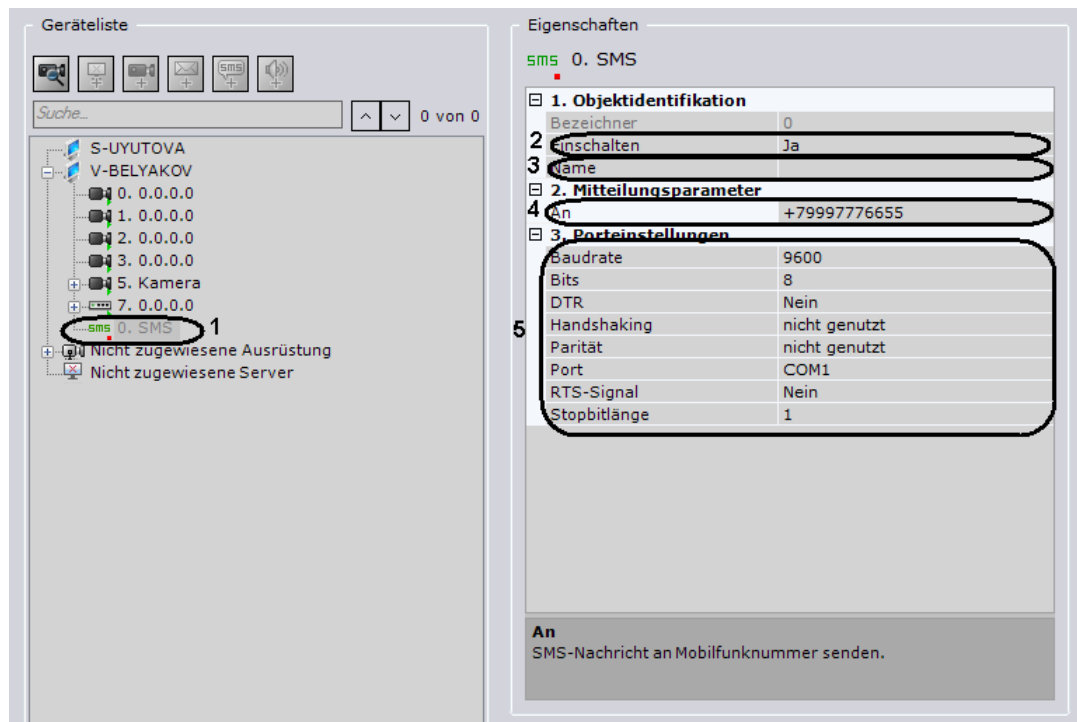 Geräteliste
sms
Suche...
0 von 0
S-UYUTOVA
V-BELYAKOV
0. 0.0.0.0
1. 0.0.0.0
2. 0.0.0.0
3. 0.0.0.0
5. Kamera
7. 0.0.0.0
sms 0. SMS 1
Nicht zugewiesene Ausrüstung
Nicht zugewiesene Server
Eigenschaften
sms 0. SMS
1. Objektidentifikation
Bezeichner 0
2 Einschalten Ja
3 Name
2. Mitteilungsparameter
4 An +79997776655
3. Porteinstellungen
Baudrate 9600
Bits 8
DTR Nein
5 Handshaking nicht genutzt
Parität nicht genutzt
Port COM1
RTS-Signal Nein
Stopbitlänge 1
An
SMS-Nachricht an Mobilfunknummer senden.